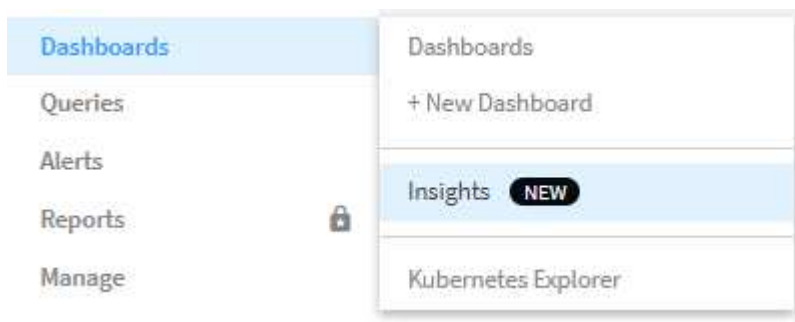 Dashboards
Queries
Alerts
Reports
Manage
Dashboards
+ New Dashboard
Insights NEW
Kubernetes Explorer